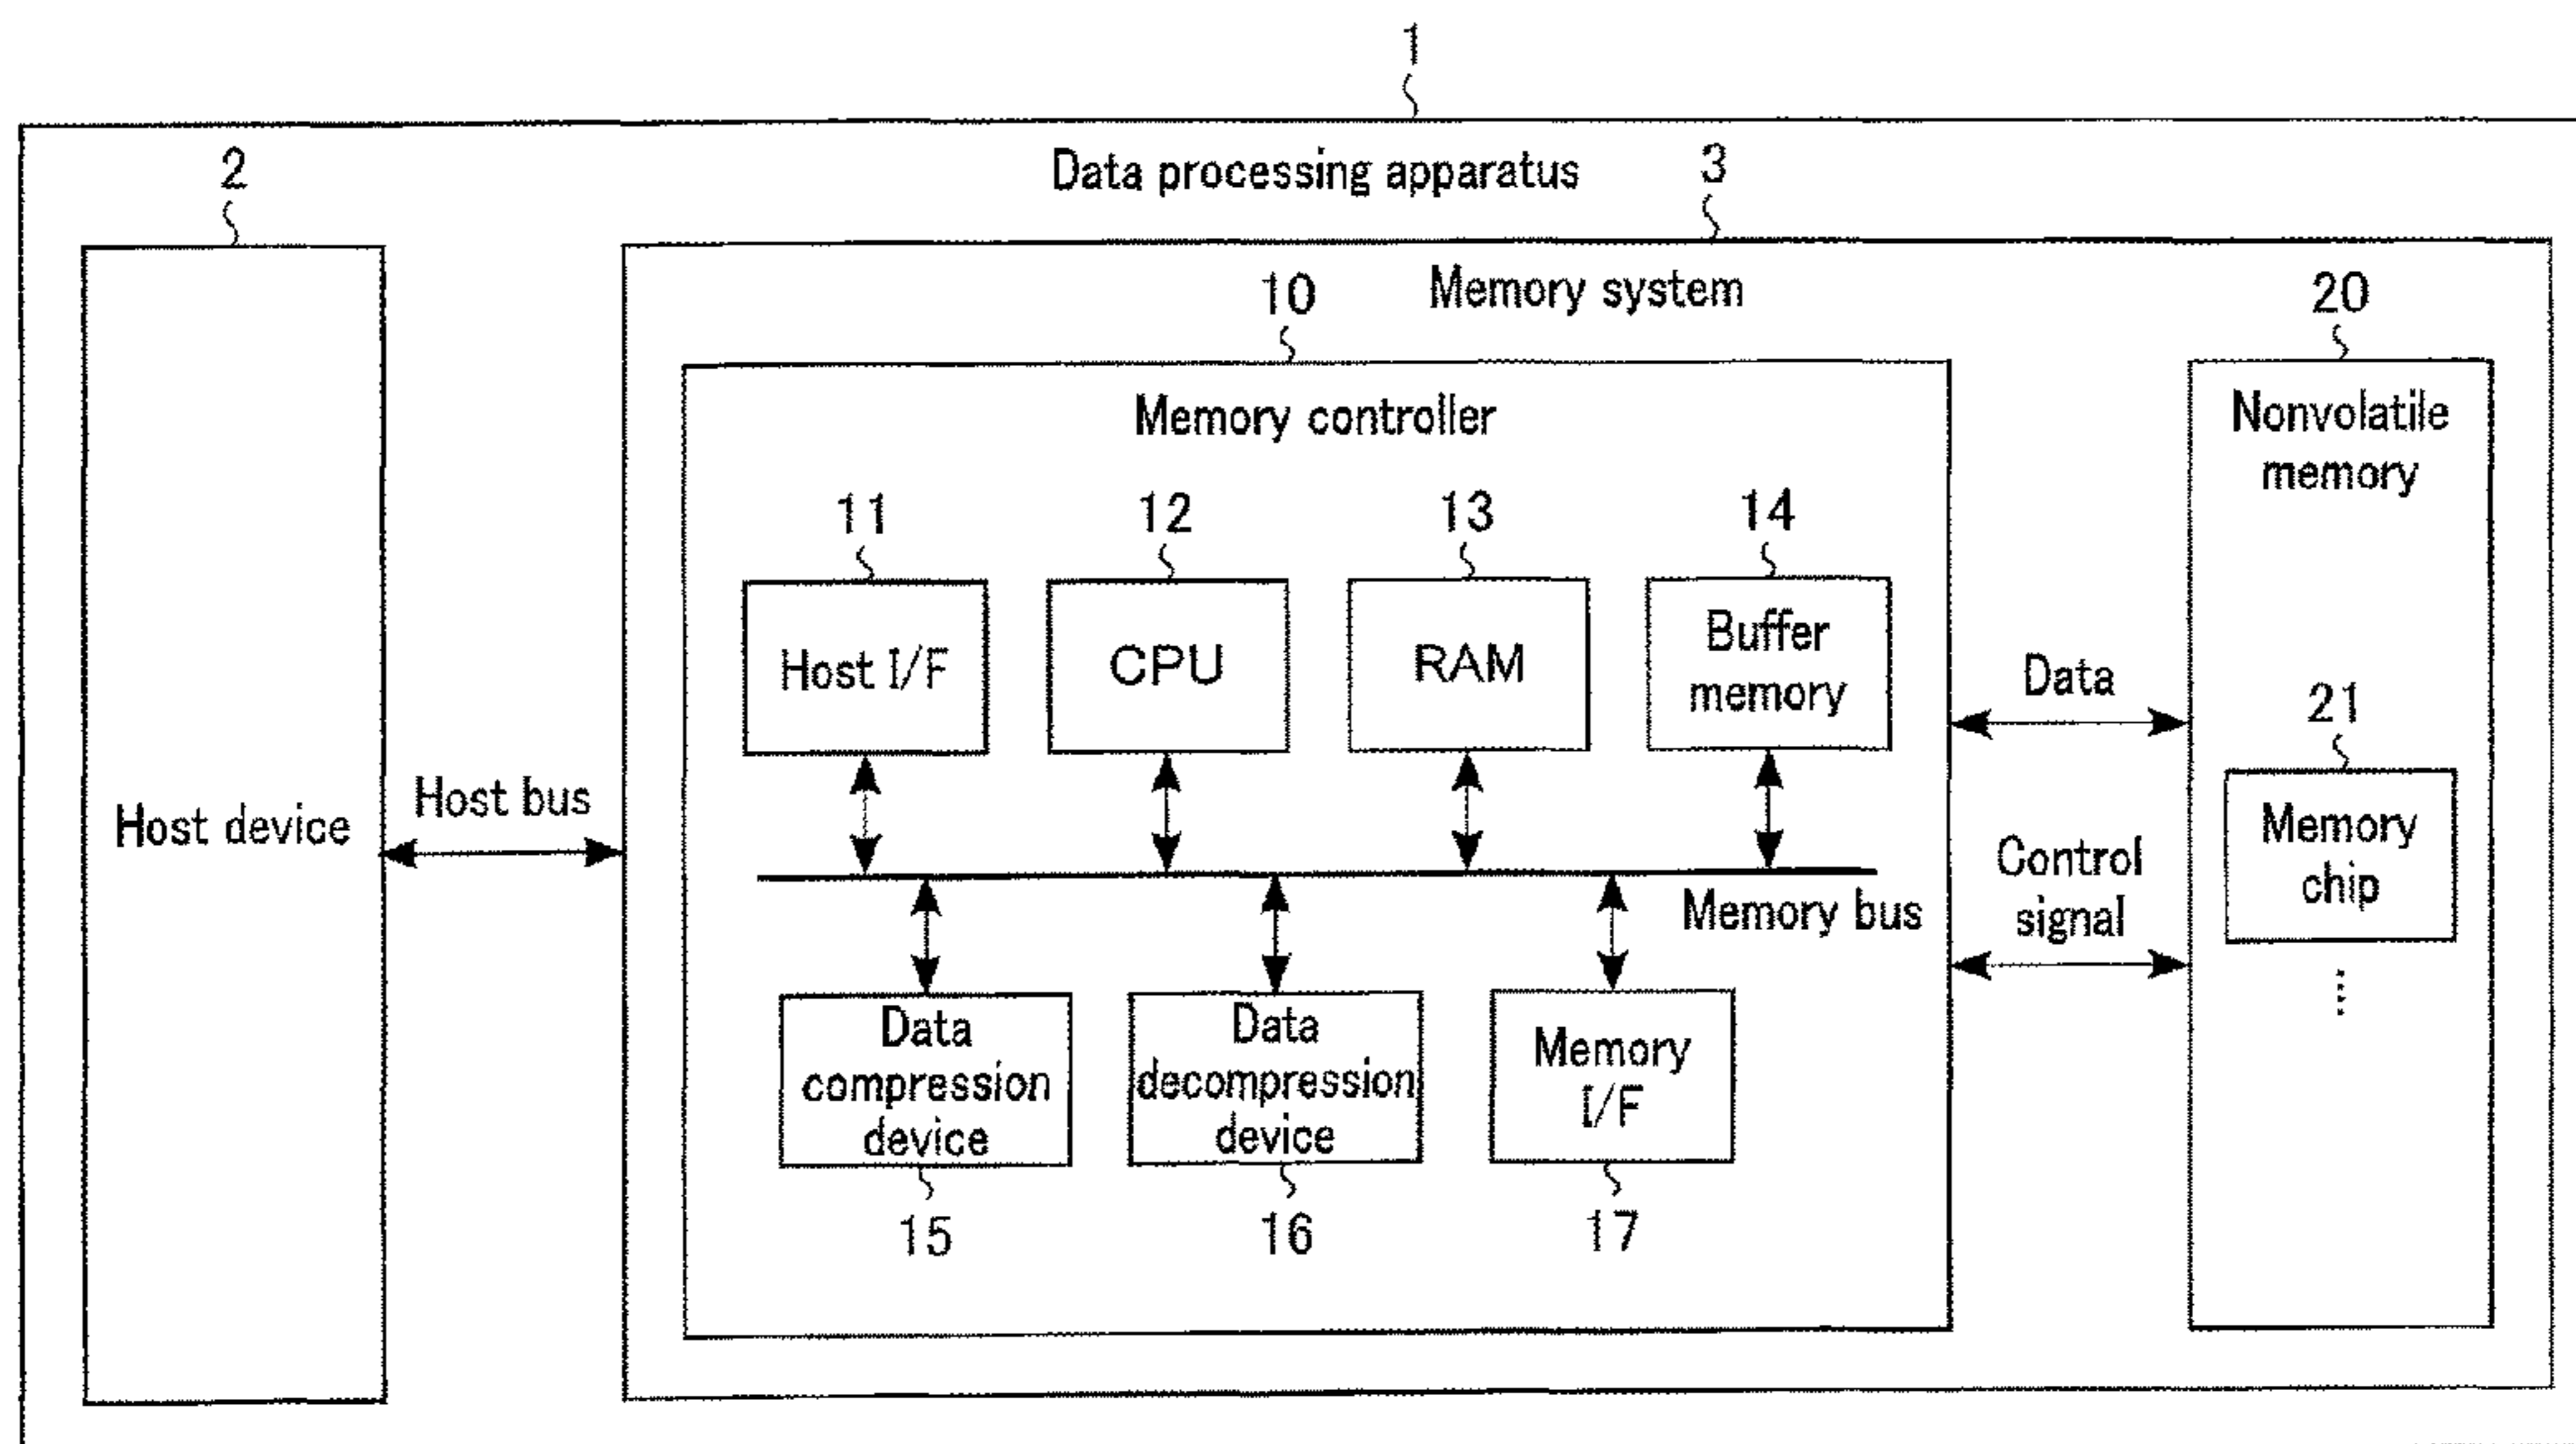 1
Data processing apparatus
2
3
Memory system
10
20
Memory controller
Nonvolatile
memory
11
12
13
14
Host I/F
CPU
RAM
Buffer
memory
Data
21
Host bus
Host device
Memory
chip
Control
signal
Memory bus
Data
compression
device
Data
decompression
device
Memory
I/F
15
16
17